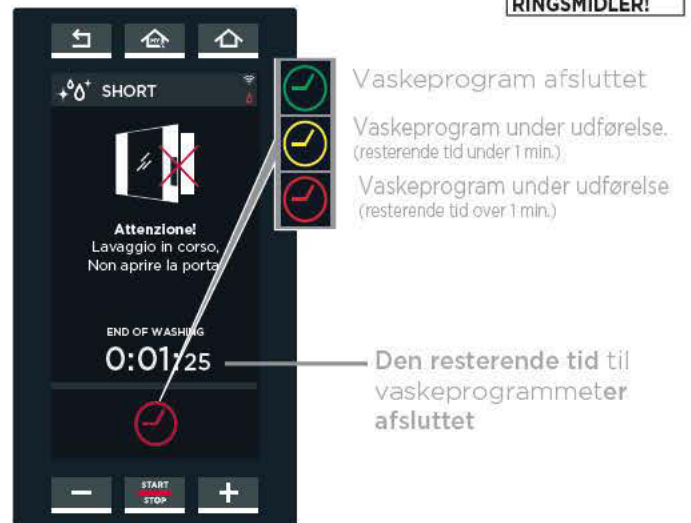 RINGSMIDLER!
MY
SHORT
Vaskeprogram afsluttet
Vaskeprogram under udførelse.
(resterende tid under 1 min.)
Vaskeprogram under udførelse
(resterende tid over 1 min.)
Attenzione!
Lavaggio in corso,
Non aprire la porta
END OF WASHING
0:01:25
Den resterende tid til
vaskeprogrammeter
afsluttet
START
STOP